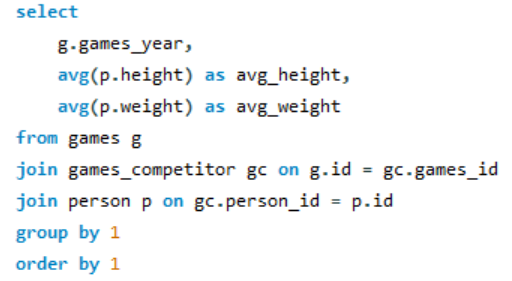 select
g.games_year,
avg(p.height) as avg_height,
avg(p.weight) as avg_weight
from games g
join games_competitor gc on g.id = gc.games_id
join person p on gc.person_id = p.id
group by 1
order by 1